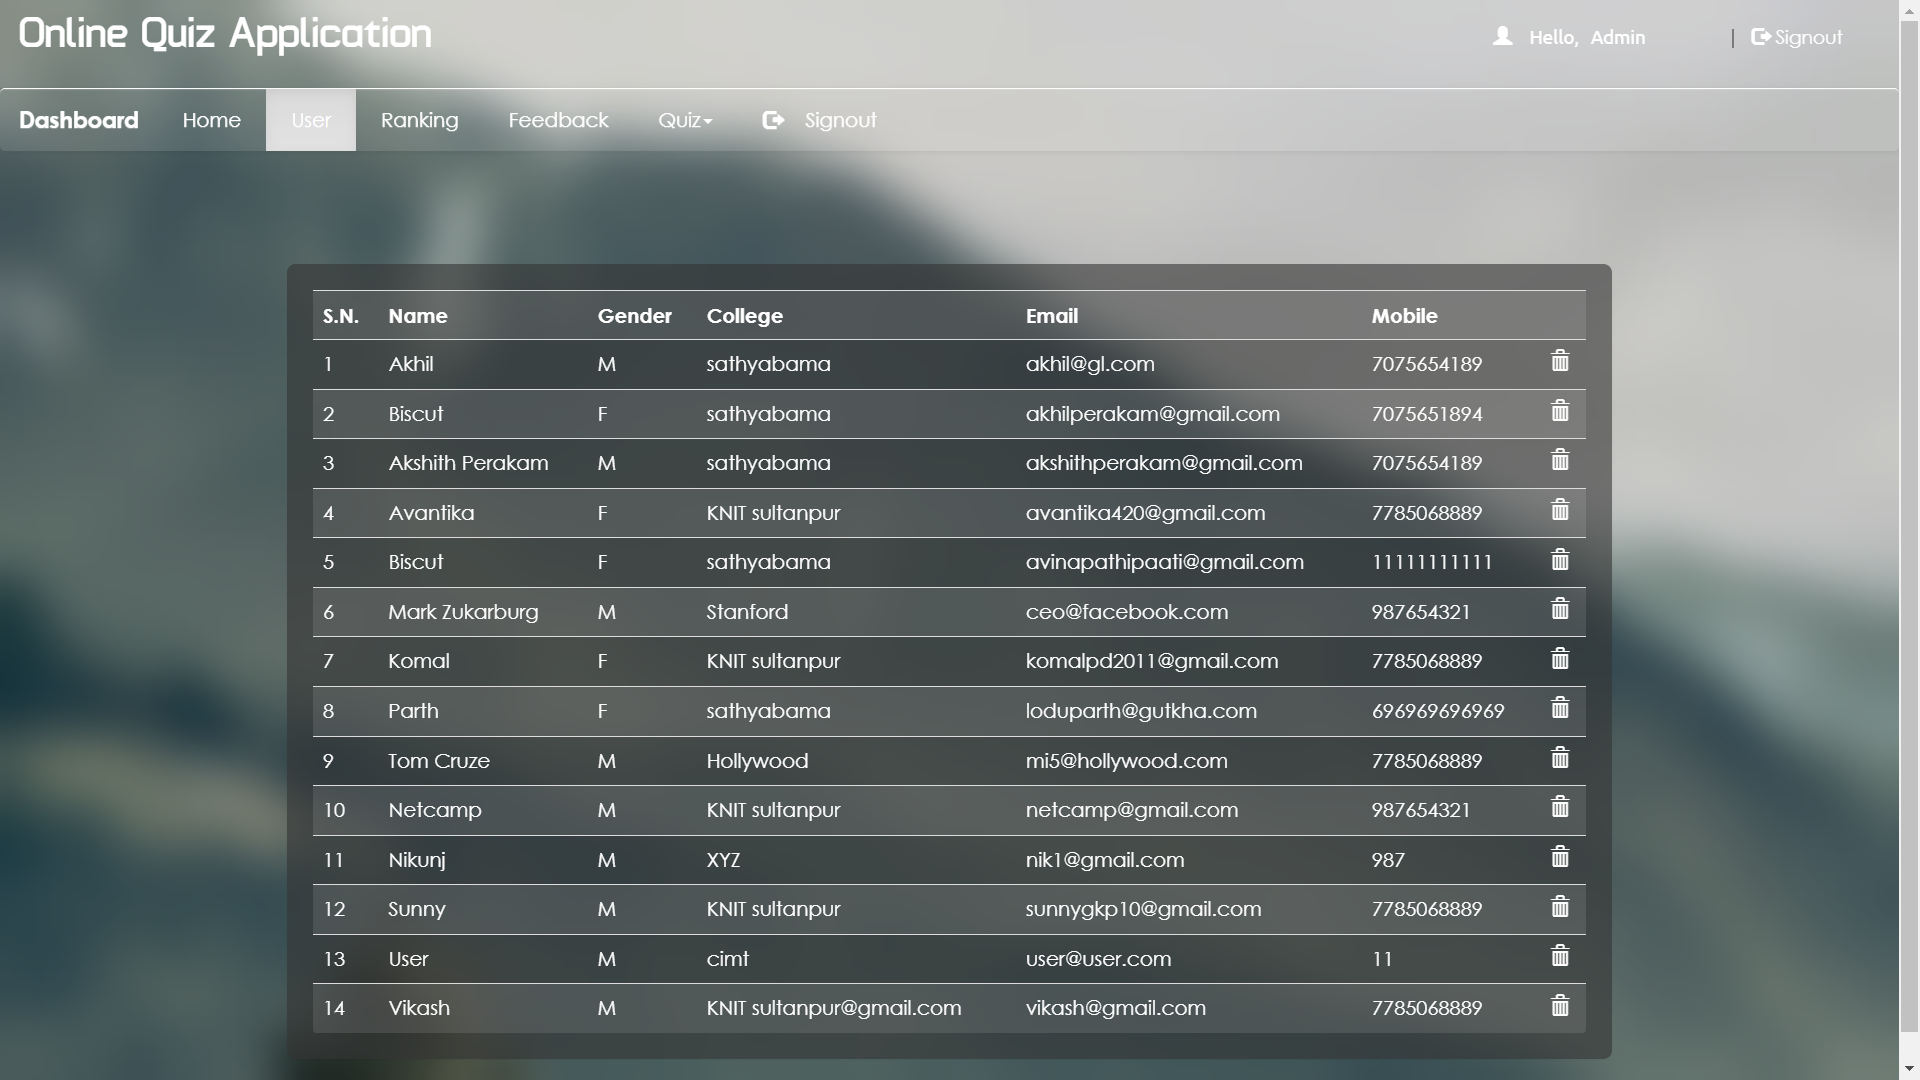 Online Quiz Application
Hello, Admin | Signout
Dashboard Home User Ranking Feedback Quiz Signout
S.N. Name Gender College Email Mobile
1 Akhil M sathyabama akhil@gl.com 7075654189
2 Biscut F sathyabama akhilperakam@gmail.com 7075651894
3 Akshith Perakam M sathyabama akshithperakam@gmail.com 7075654189
4 Avantika F KNIT sultanpur avantika420@gmail.com 7785068889
5 Biscut F sathyabama avinapathipaati@gmail.com 11111111111
6 Mark Zukarburg M Stanford ceo@facebook.com 987654321
7 Komal F KNIT sultanpur komalpd2011@gmail.com 7785068889
8 Parth F sathyabama loduparth@gutkha.com 696969696969
9 Tom Cruze M Hollywood mi5@hollywood.com 7785068889
10 Netcamp M KNIT sultanpur netcamp@gmail.com 987654321
11 Nikunj M XYZ nik1@gmail.com 987
12 Sunny M KNIT sultanpur sunnygkp10@gmail.com 7785068889
13 User M cimt user@user.com 11
14 Vikash M KNIT sultanpur@gmail.com vikash@gmail.com 7785068889